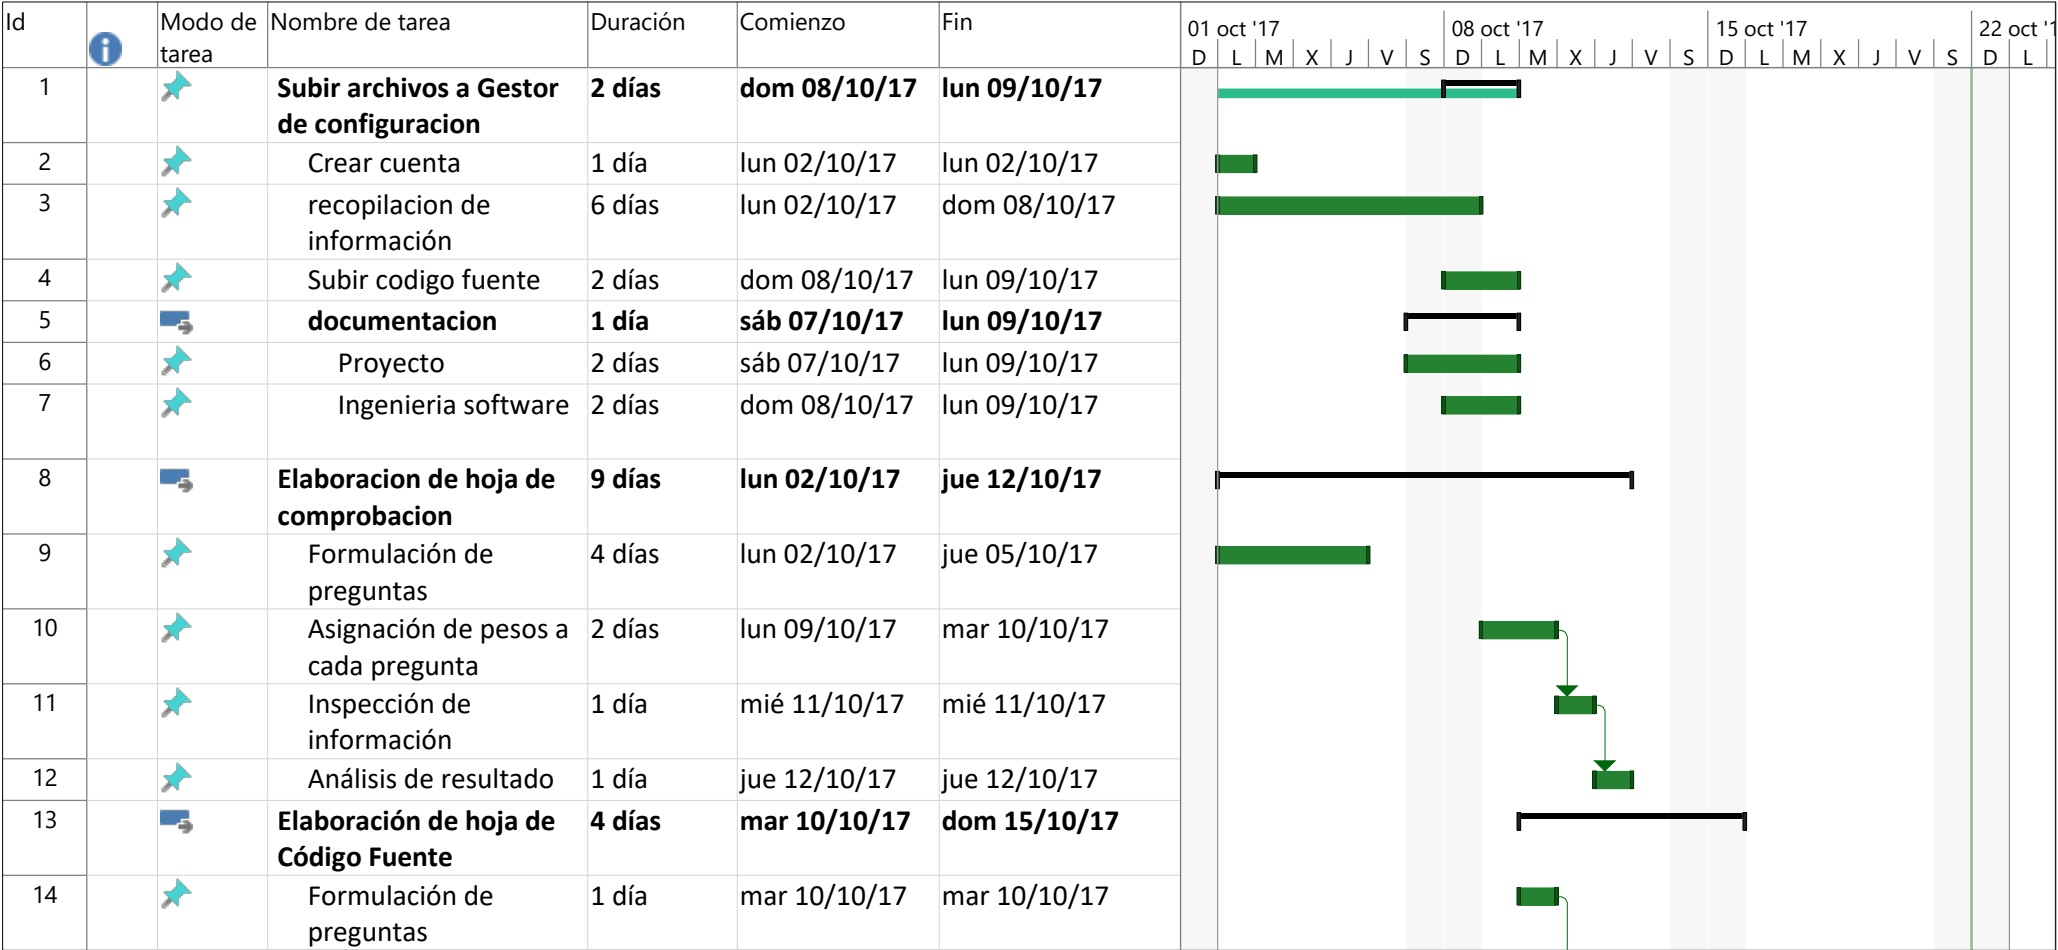 Id Modo de tarea Nombre de tarea Duración Comienzo Fin
01 oct '17 08 oct '17 15 oct '17 22 oct '1
D L M X J V S D L M X J V S D L M X J V S D L
1 Subir archivos a Gestor 2 días dom 08/10/17 lun 09/10/17
de configuracion
2 Crear cuenta 1 día lun 02/10/17 lun 02/10/17
3 recopilacion de 6 días lun 02/10/17 dom 08/10/17
información
4 Subir codigo fuente 2 días dom 08/10/17 lun 09/10/17
5 documentacion 1 día sáb 07/10/17 lun 09/10/17
6 Proyecto 2 días sáb 07/10/17 lun 09/10/17
7 Ingenieria software 2 días dom 08/10/17 lun 09/10/17
8 Elaboracion de hoja de 9 días lun 02/10/17 jue 12/10/17
comprobacion
9 Formulación de 4 días lun 02/10/17 jue 05/10/17
preguntas
10 Asignación de pesos a 2 días lun 09/10/17 mar 10/10/17
cada pregunta
11 Inspección de 1 día mié 11/10/17 mié 11/10/17
información
12 Análisis de resultado 1 día jue 12/10/17 jue 12/10/17
13 Elaboración de hoja de 4 días mar 10/10/17 dom 15/10/17
Código Fuente
14 Formulación de 1 día mar 10/10/17 mar 10/10/17
preguntas